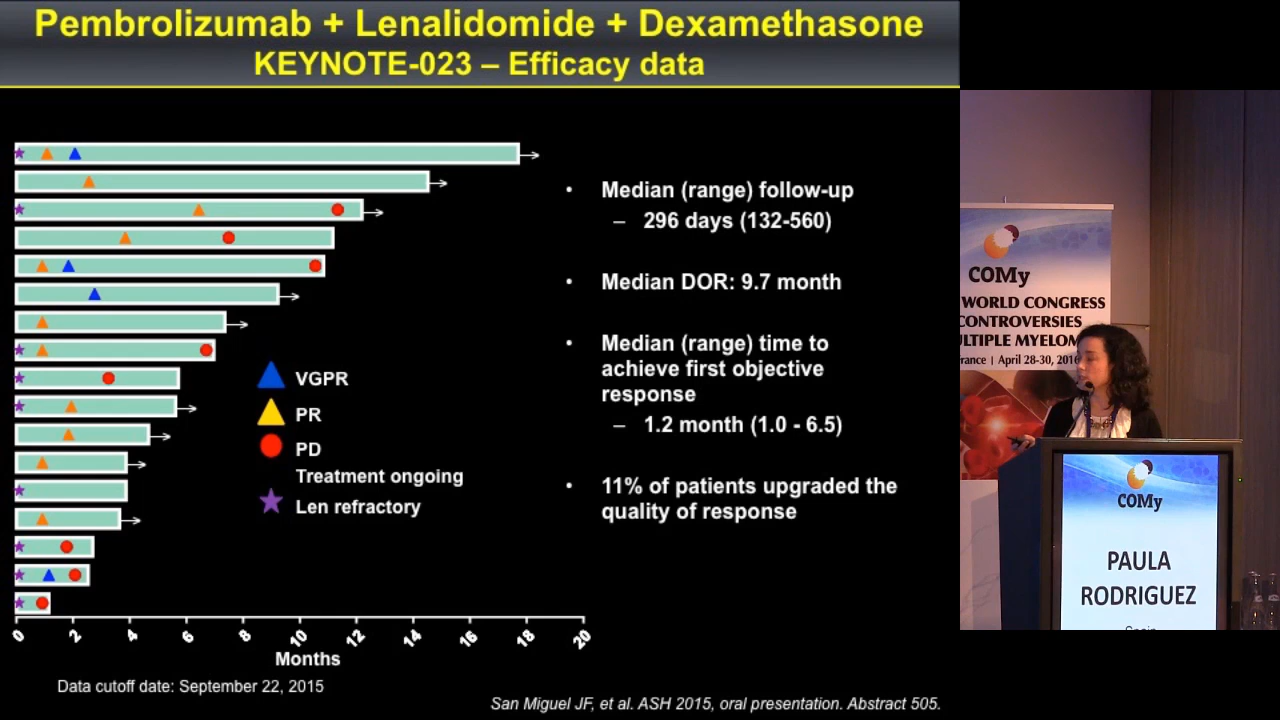 Pembrolizumab + Lenalidomide + Dexamethasone
KEYNOTE-023 – Efficacy data
• Median (range) follow-up
– 296 days (132-560)
• Median DOR: 9.7 month
• Median (range) time to
achieve first objective
response
– 1.2 month (1.0 - 6.5)
• 11% of patients upgraded the
quality of response
VGPR
PR
PD
Treatment ongoing
Len refractory
0 2 4 6 8 10 12 14 16 18 20
Months
Data cutoff date: September 22, 2015
San Miguel JF, et al. ASH 2015, oral presentation. Abstract 505.
COMy
WORLD CONGRESS
CONTROVERSIES
LTIPLE MYELOM
rance | April 28-30, 2016
COMy
PAULA
RODRIGUEZ